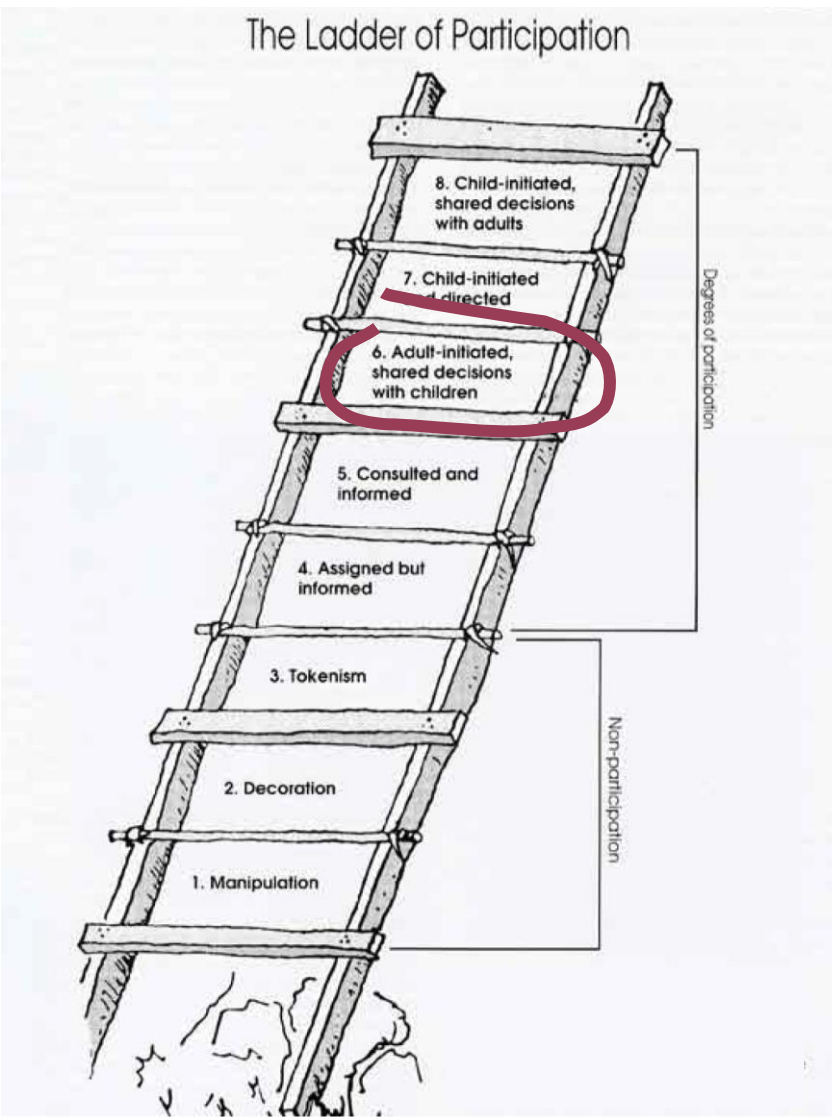 The Ladder of Participation
8. Child-initiated,
shared decisions
with adults
7. Child-initiated
directed
6. Adult-initiated,
shared decisions
with children
5. Consulted and
informed
4. Assigned but
informed
3. Tokenism
2. Decoration
1. Manipulation
Degrees of participation
Non-participation